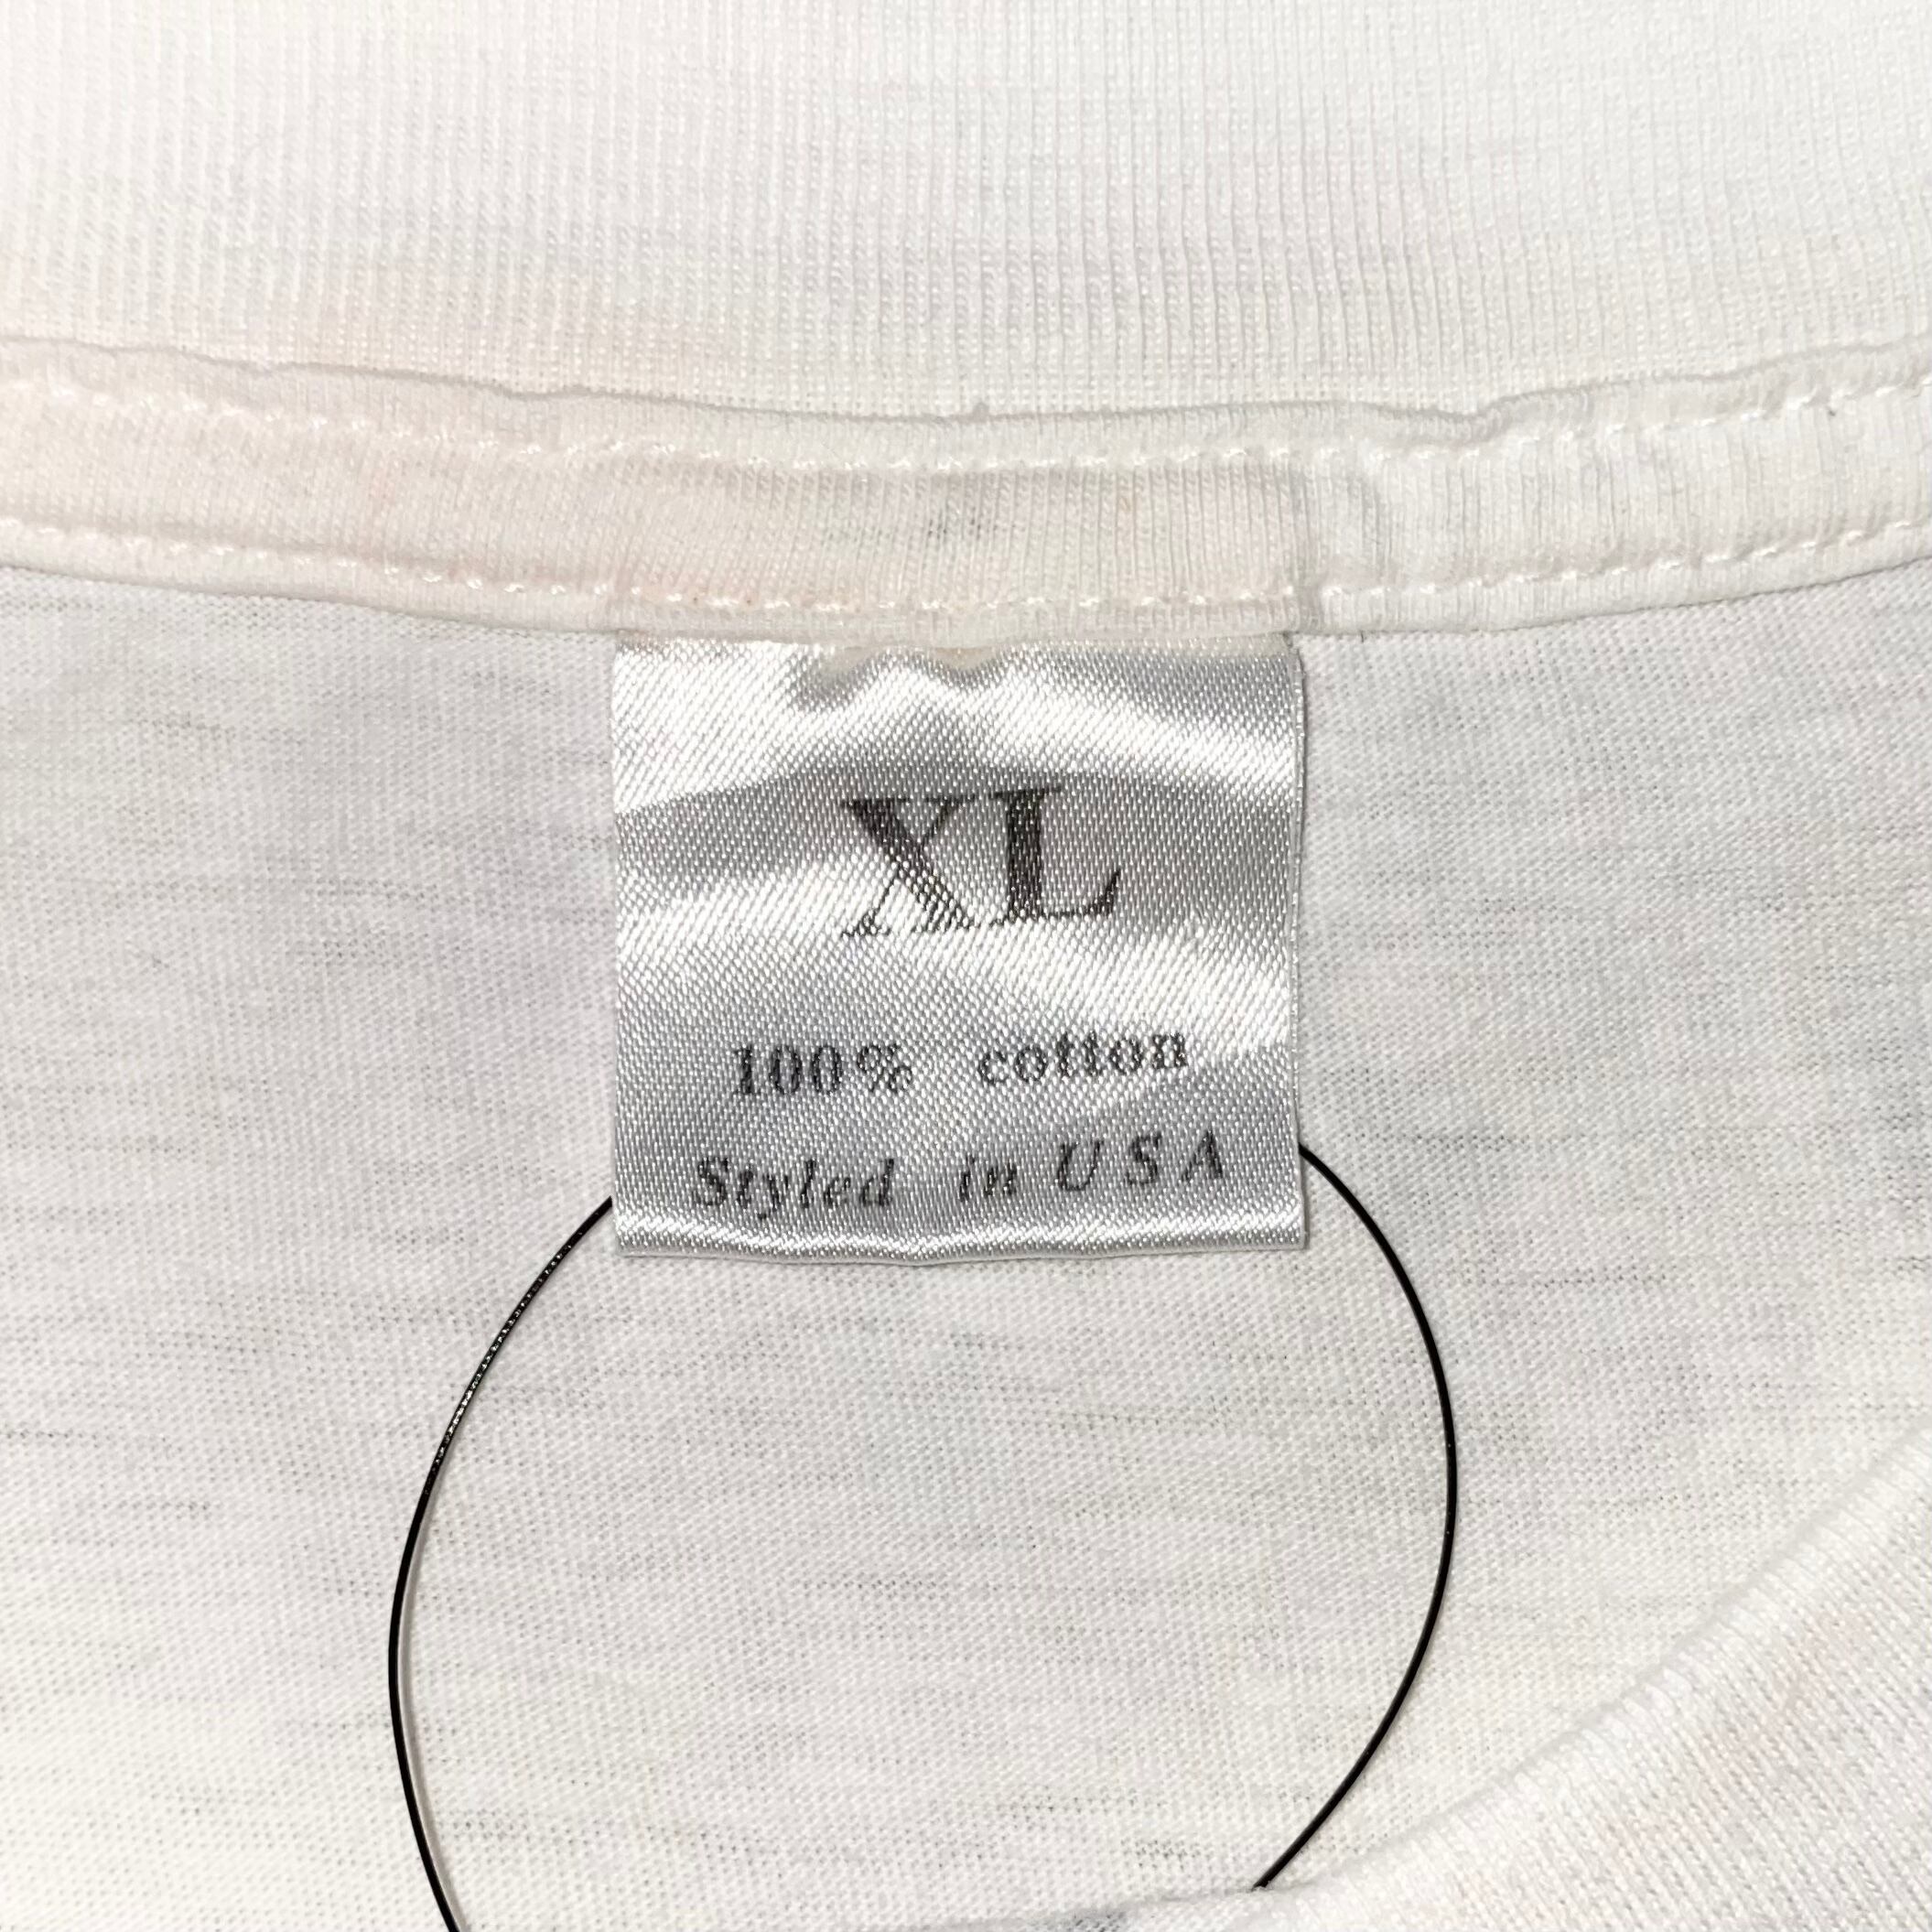 XL
100% cotton
Styled in USA